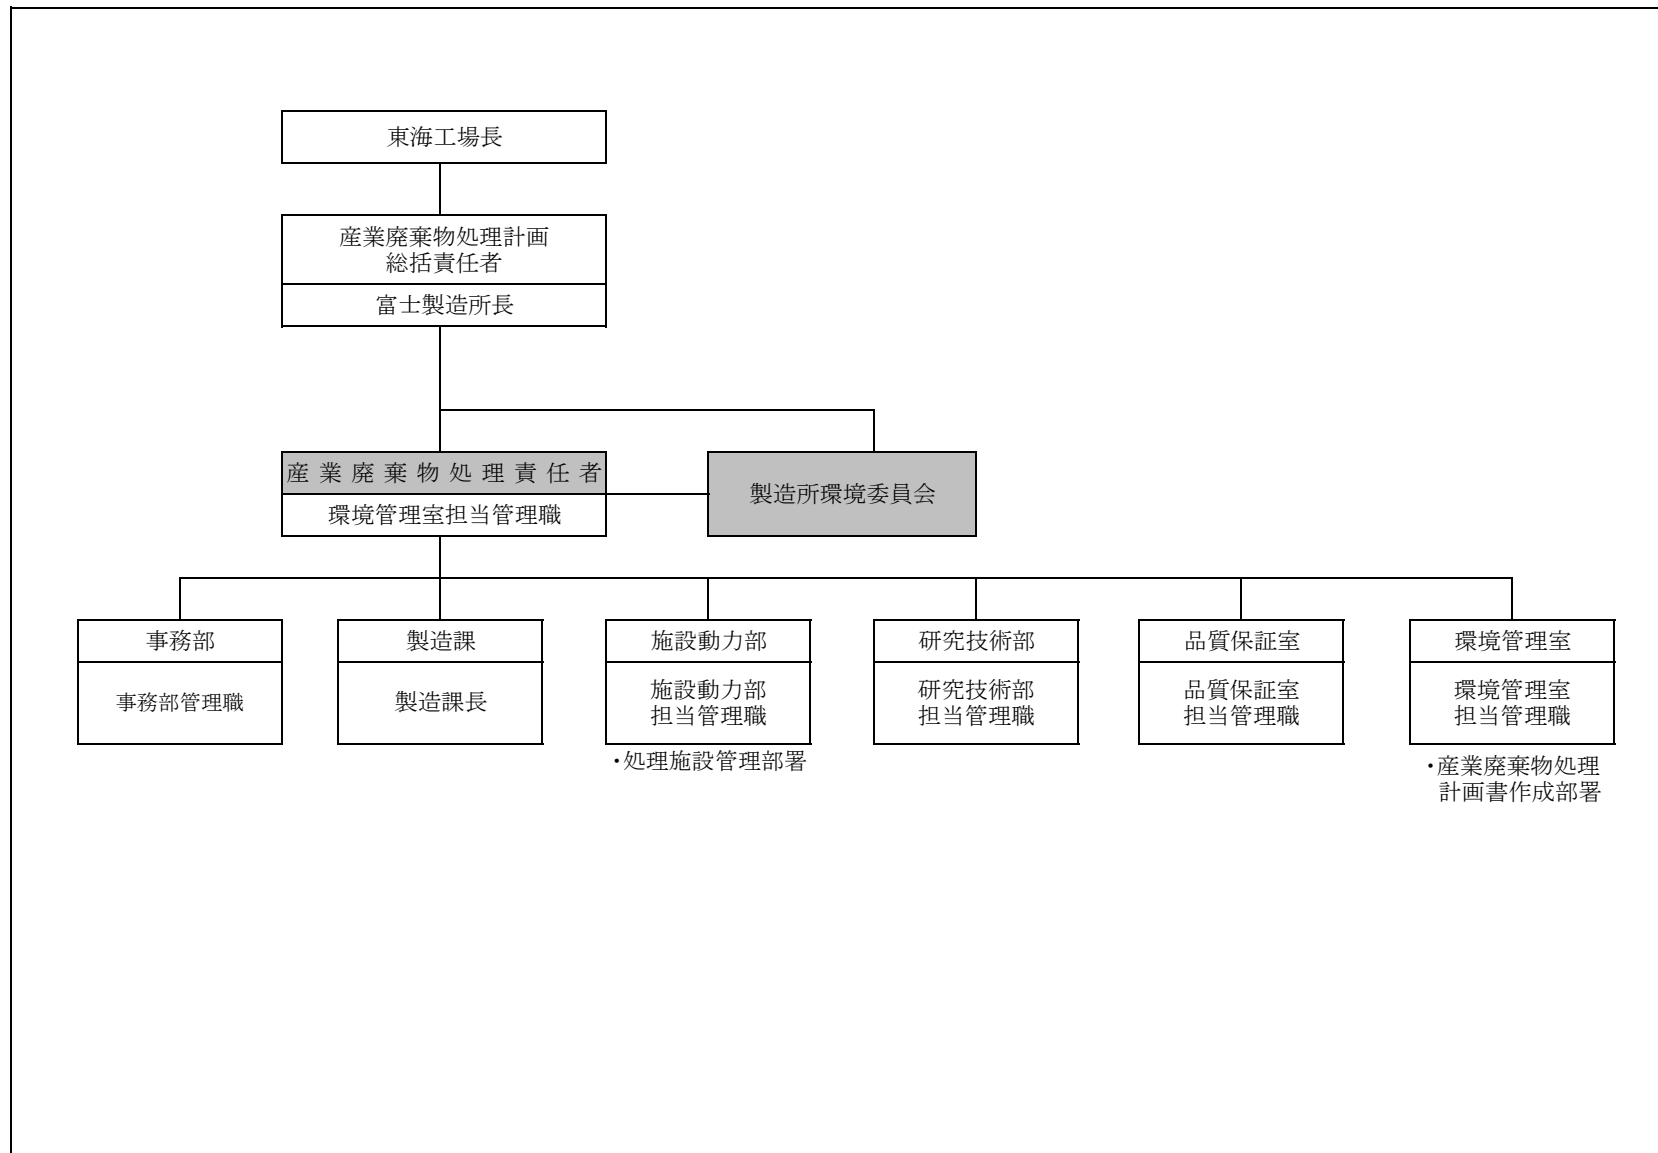 東海工場長
産業廃棄物処理計画
総括責任者
富士製造所長
産業廃棄物処理責任者
環境管理室担当管理職
製造所環境委員会
事務部
事務部管理職
製造課
製造課長
施設動力部
施設動力部
担当管理職
・処理施設管理部署
研究技術部
研究技術部
担当管理職
品質保証室
品質保証室
担当管理職
環境管理室
環境管理室
担当管理職
・産業廃棄物処理
計画書作成部署